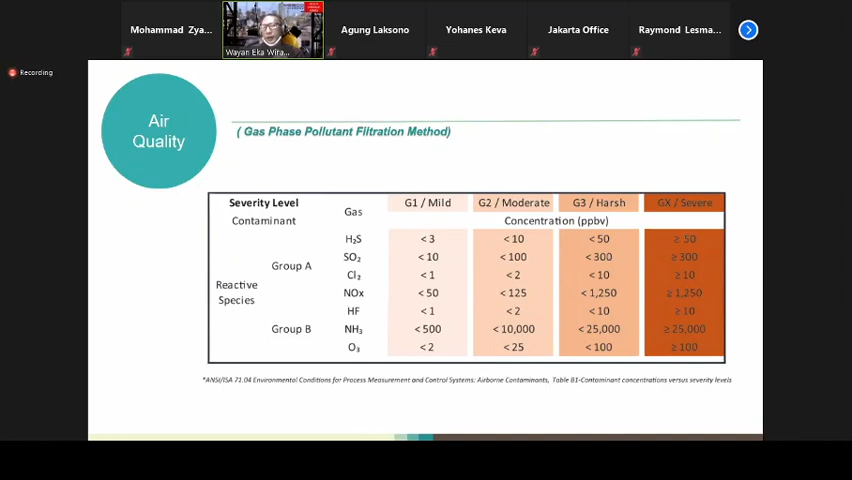 Mohammad Zya...
Wayan Eka Wira...
Agung Laksono
Yohanes Keva
Jakarta Office
Raymond Lesma...
Recording
Air
Quality
( Gas Phase Pollutant Filtration Method)
Severity Level G1 / Mild G2 / Moderate G3 / Harsh GX / Severe
Contaminant Gas Concentration (ppbv)
H₂S < 3 < 10 < 50 ≥ 50
SO₂ < 10 < 100 < 300 ≥ 300
Group A
Cl₂ < 1 < 2 < 10 ≥ 10
Reactive
Species
NOx < 50 < 125 < 1,250 ≥ 1,250
HF < 1 < 2 < 10 ≥ 10
Group B NH₃ < 500 < 10,000 < 25,000 ≥ 25,000
O₃ < 2 < 25 < 100 ≥ 100
*ANSI/ISA 71.04 Environmental Conditions for Process Measurement and Control Systems: Airborne Contaminants, Table B1-Contaminant concentrations versus severity levels